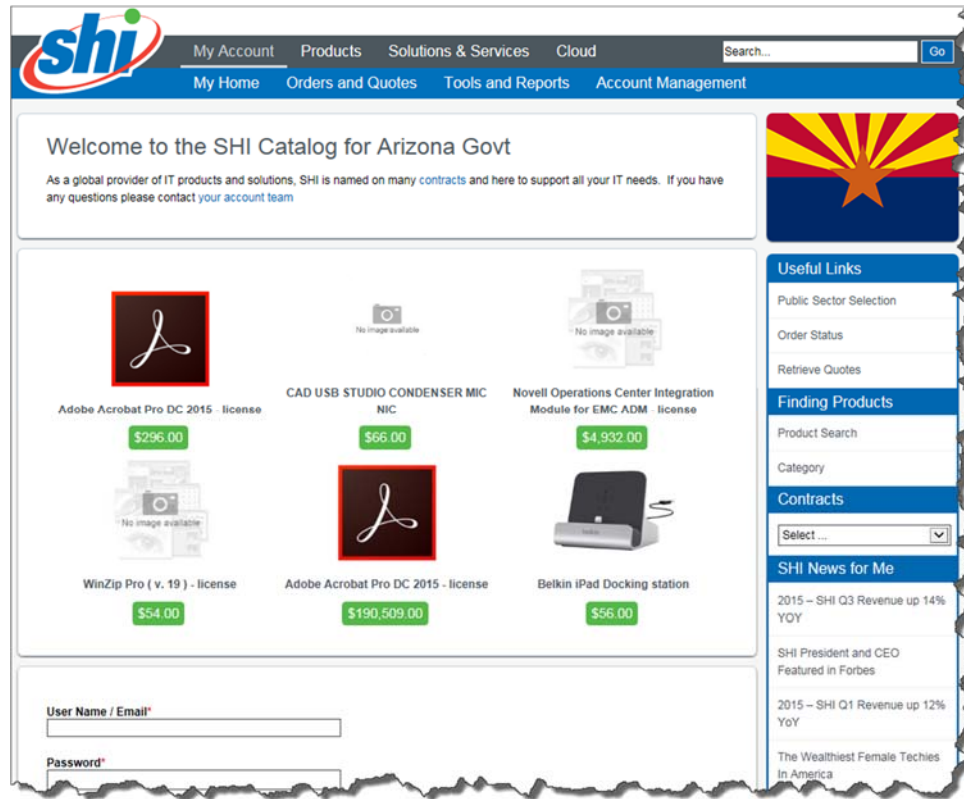 shi
My Account Products Solutions & Services Cloud Search... Go
My Home Orders and Quotes Tools and Reports Account Management
Welcome to the SHI Catalog for Arizona Govt
As a global provider of IT products and solutions, SHI is named on many contracts and here to support all your IT needs. If you have
any questions please contact your account team
No image available
No image available
Adobe Acrobat Pro DC 2015 - license
$296.00
CAD USB STUDIO CONDENSER MIC
NIC
$66.00
Novell Operations Center Integration
Module for EMC ADM - license
$4,932.00
No image available
belkin
WinZip Pro ( v. 19 ) - license
$54.00
Adobe Acrobat Pro DC 2015 - license
$190,509.00
Belkin iPad Docking station
$56.00
User Name / Email*
Password*
Useful Links
Public Sector Selection
Order Status
Retrieve Quotes
Finding Products
Product Search
Category
Contracts
Select ...
SHI News for Me
2015 – SHI Q3 Revenue up 14%
YOY
SHI President and CEO
Featured in Forbes
2015 – SHI Q1 Revenue up 12%
YoY
The Wealthiest Female Techies
In America